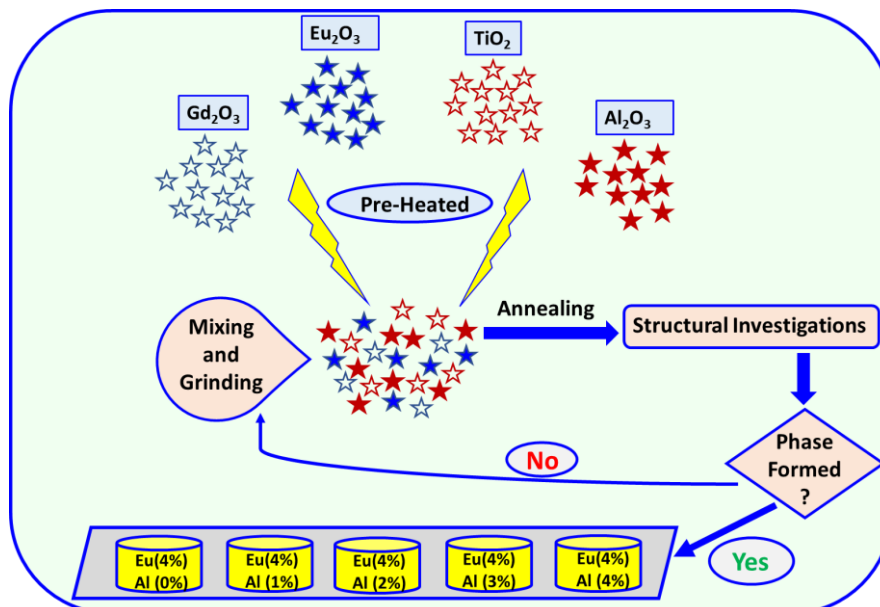 Eu₂O₃
TiO₂
Gd₂O₃
Al₂O₃
Pre-Heated
Annealing
Mixing
and
Grinding
Structural Investigations
Phase
Formed
?
No
Yes
Eu(4%)
Al (0%)
Eu(4%)
Al (1%)
Eu(4%)
Al (2%)
Eu(4%)
Al (3%)
Eu(4%)
Al (4%)